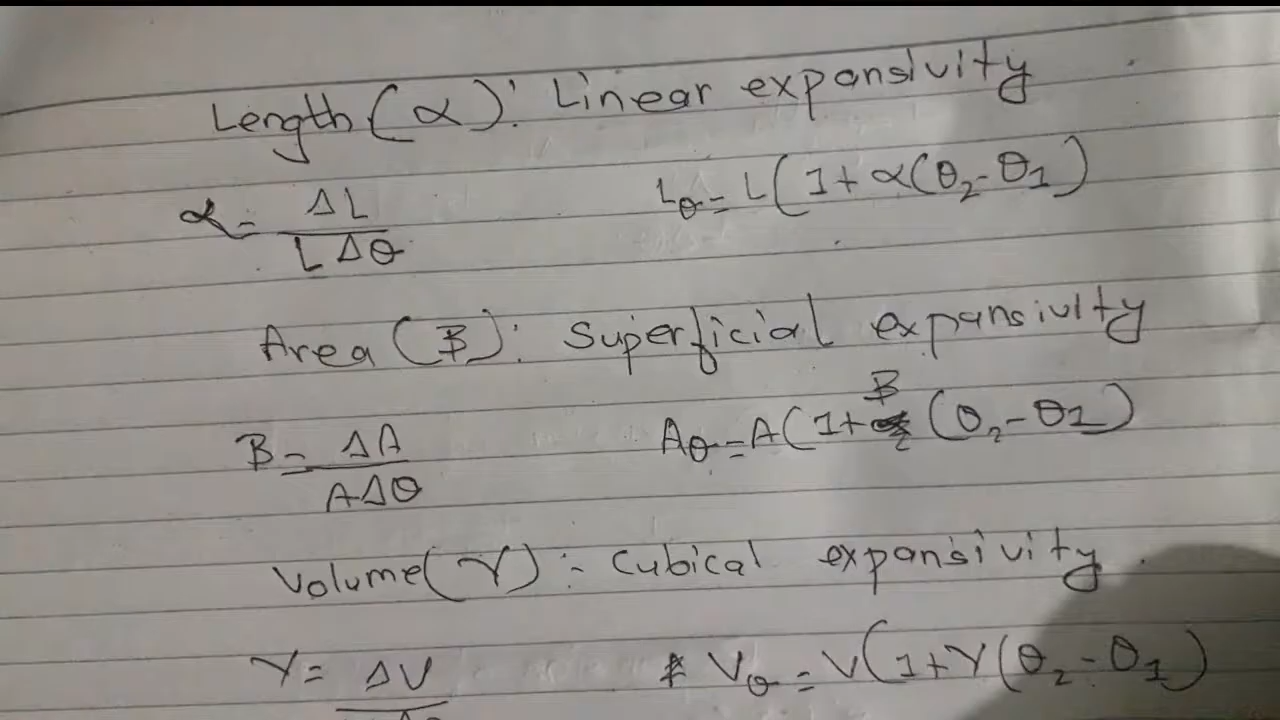 Length (α): Linear expansivity
α = ΔL / LΔθ
Lθ = L(1+α(θ₂-θ1)
Area (β): Superficial expansivity
β = ΔA / AΔθ
Aθ = A(1+β(θ₂-θ1)
Volume(γ): Cubical expansivity.
γ = ΔV
Vθ = V(1+γ(θ₂-θ1)